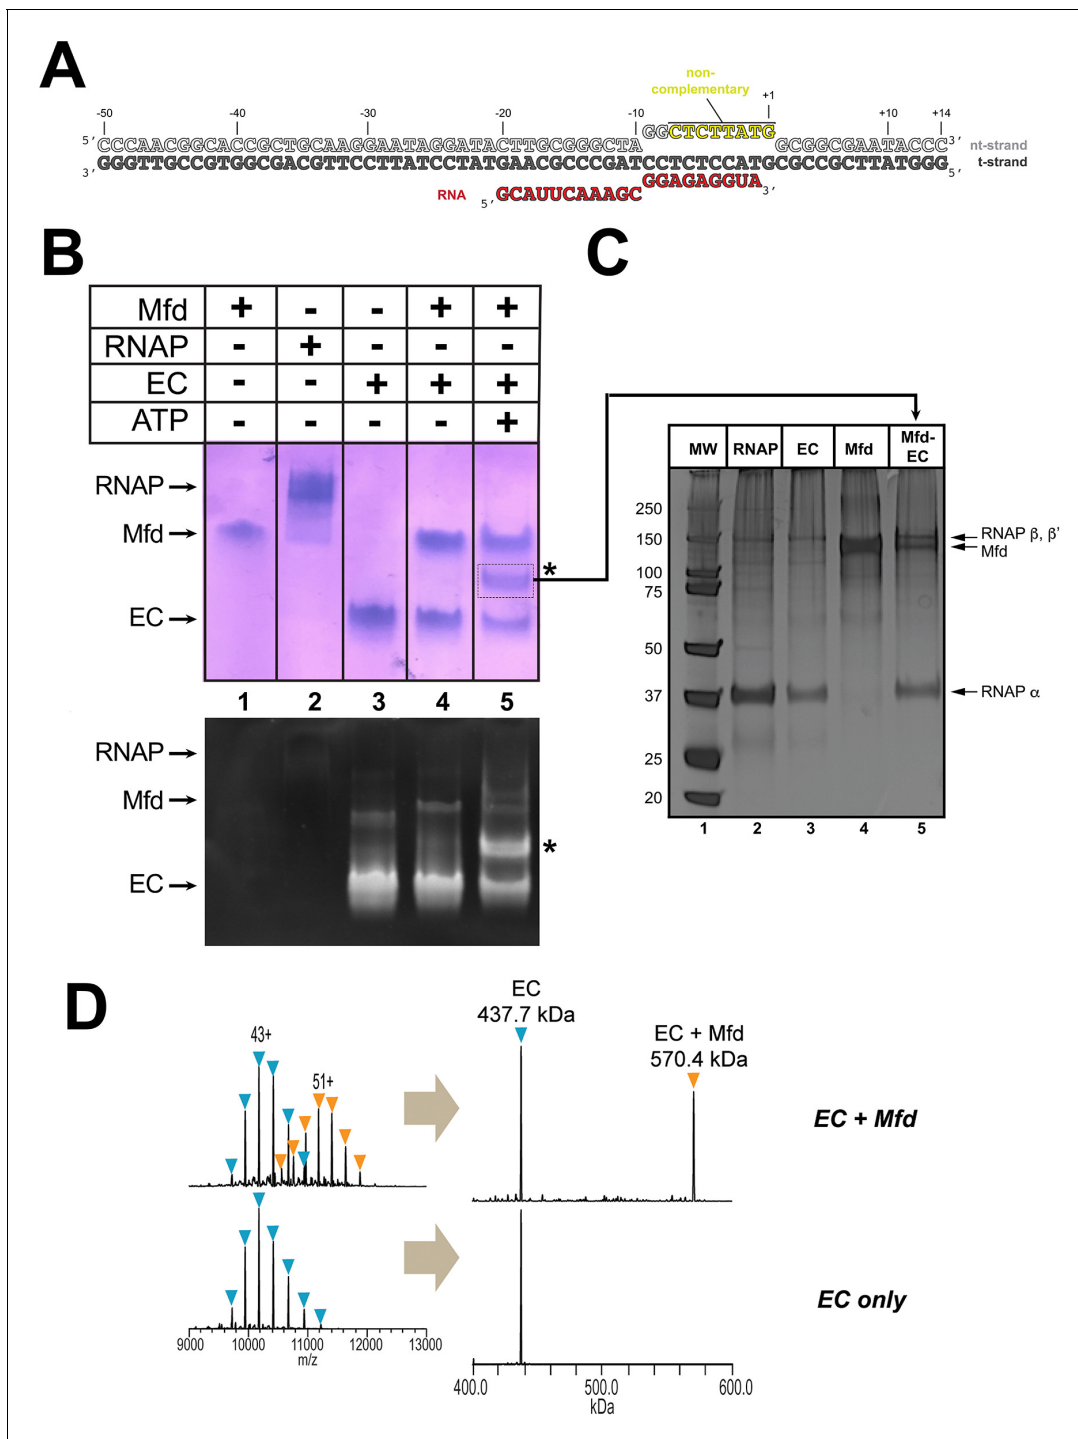 A
non-
complementary
-50 -40 -30 -20 -10 +1 +10 +14
GGCTCTTATG
5' CCCAACGGCACCGCTGCAAGGAATAGGATACTTGCGGGCTA GCGGCGAATACCC 3' nt-strand
3' GGGTTGCCGTGGCGACGTTCCTTATCCTATGAACGCCCGATCCTCTCCATGCGCCGCTTATGGG 5' t-strand
GGAGAGGUA 3'
RNA 5' GCAUUCAAAGC
B
Mfd + - - + +
RNAP - + - - -
EC - - + + +
ATP - - - - +
RNAP
Mfd
*
EC
1 2 3 4 5
RNAP
Mfd
*
EC
C
MW RNAP EC Mfd Mfd-
EC
250
150
100
75
50
37
25
20
RNAP β, β'
Mfd
RNAP α
1 2 3 4 5
D
43+
51+
EC
437.7 kDa
EC + Mfd
570.4 kDa
EC + Mfd
EC only
9000 10000 11000 12000 13000
m/z
400.0 500.0 600.0
kDa